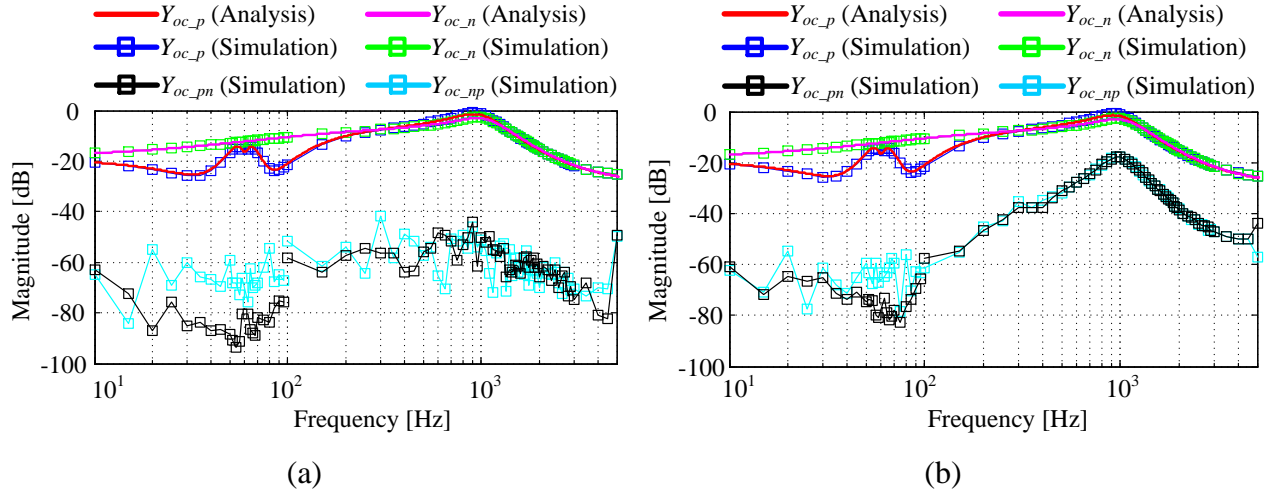 Y_oc_p (Analysis) Y_oc_n (Analysis)
Y_oc_p (Simulation) Y_oc_n (Simulation)
Y_oc_pn (Simulation) Y_oc_np (Simulation)
0
-20
-40
-60
-80
-100
Magnitude [dB]
10^1 10^2 10^3
Frequency [Hz]
(a)
Y_oc_p (Analysis) Y_oc_n (Analysis)
Y_oc_p (Simulation) Y_oc_n (Simulation)
Y_oc_pn (Simulation) Y_oc_np (Simulation)
0
-20
-40
-60
-80
-100
Magnitude [dB]
10^1 10^2 10^3
Frequency [Hz]
(b)